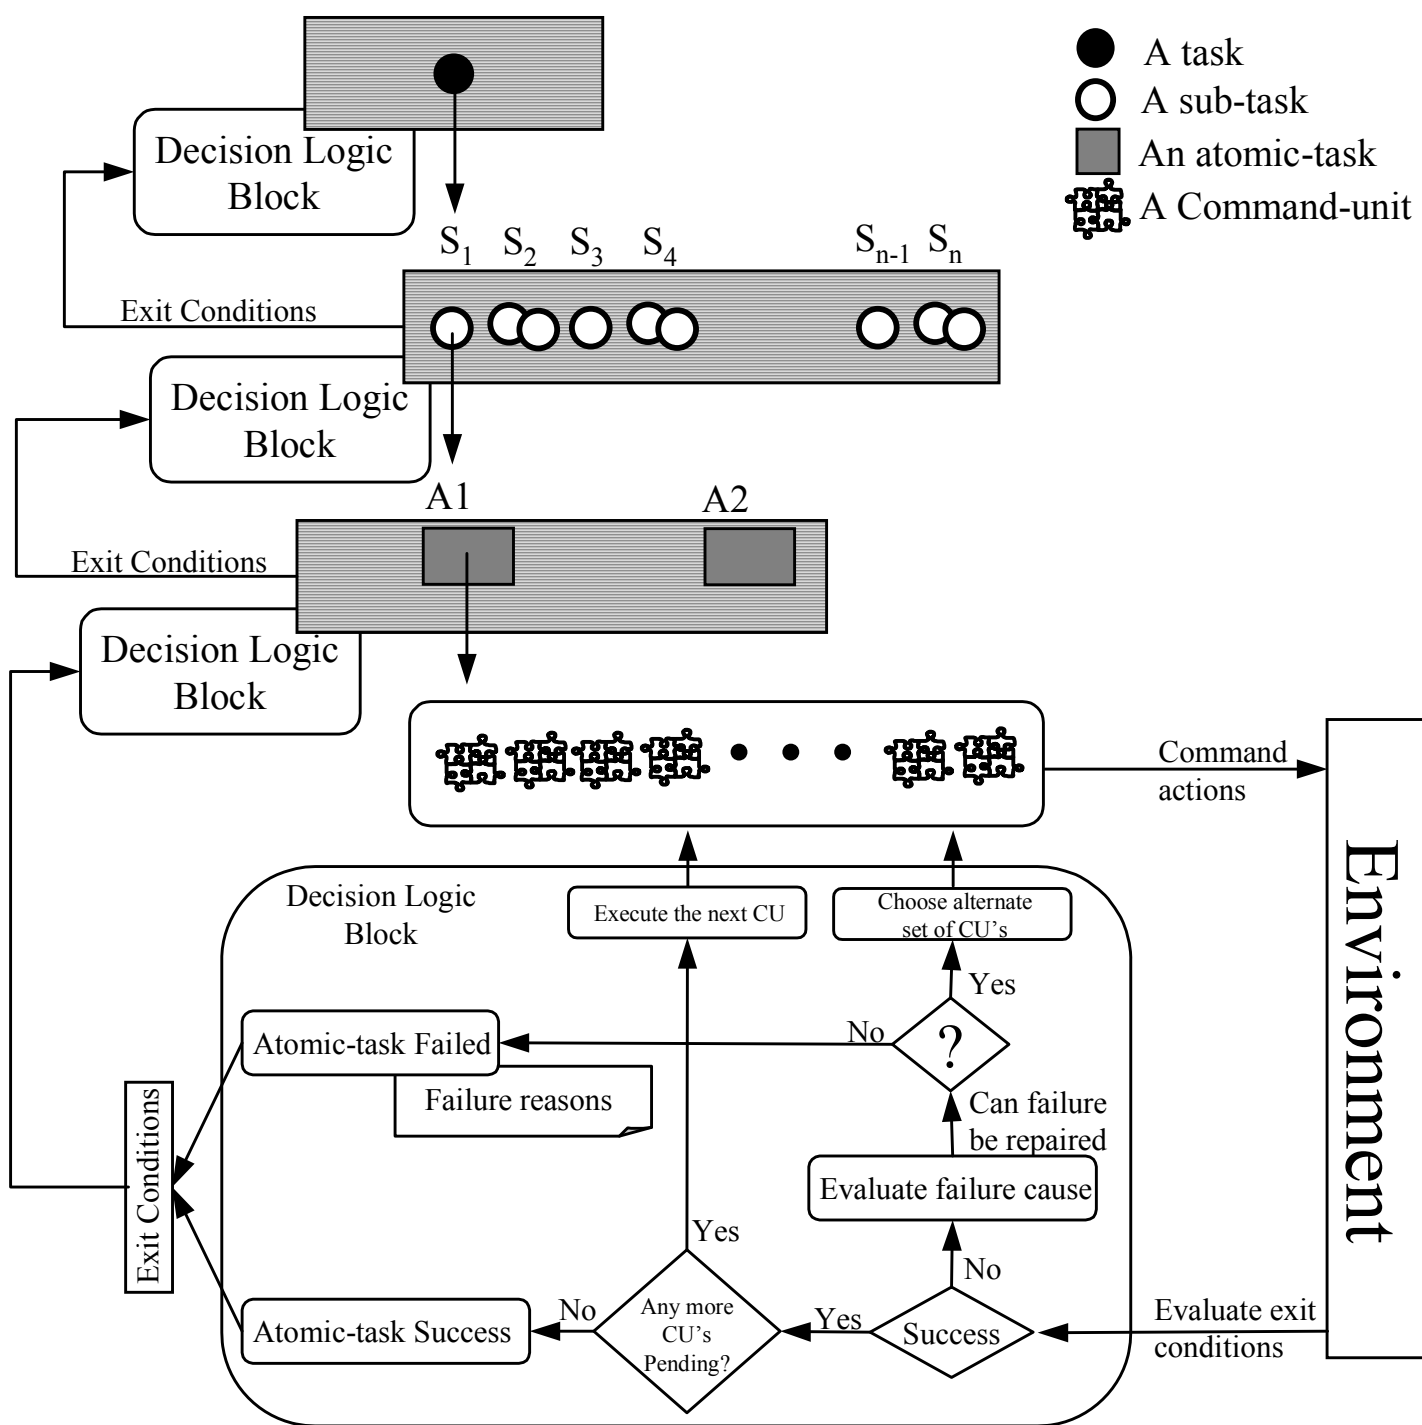 A task
A sub-task
An atomic-task
A Command-unit
Decision Logic
Block
S1 S2 S3 S4 Sn-1 Sn
Exit Conditions
Decision Logic
Block
A1 A2
Exit Conditions
Decision Logic
Block
Command
actions
Environment
Decision Logic
Block
Execute the next CU
Choose alternate
set of CU's
Yes
No
?
Atomic-task Failed
Failure reasons
Can failure
be repaired
Evaluate failure cause
Exit Conditions
Yes
No
Any more
CU's
Pending?
No
Yes
Success
Atomic-task Success
Evaluate exit
conditions